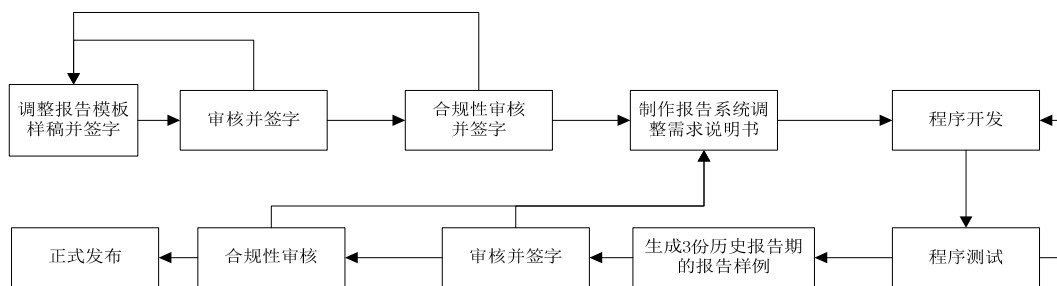 调整报告模板
样稿并签字
审核并签字
合规性审核
并签字
制作报告系统调
整需求说明书
程序开发
正式发布
合规性审核
审核并签字
生成3份历史报告期
的报告样例
程序测试